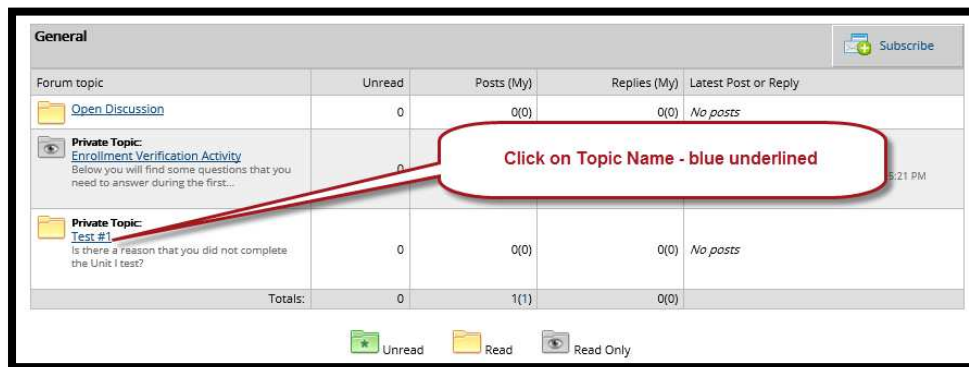 General
Subscribe
Forum topic Unread Posts (My) Replies (My) Latest Post or Reply
Open Discussion 0 0(0) 0(0) No posts
Private Topic:
Enrollment Verification Activity
Below you will find some questions that you
need to answer during the first...
0
5:21 PM
Click on Topic Name - blue underlined
Private Topic:
Test #1
Is there a reason that you did not complete
the Unit I test?
0 0(0) 0(0) No posts
Totals: 0 1(1) 0(0)
Unread Read Read Only